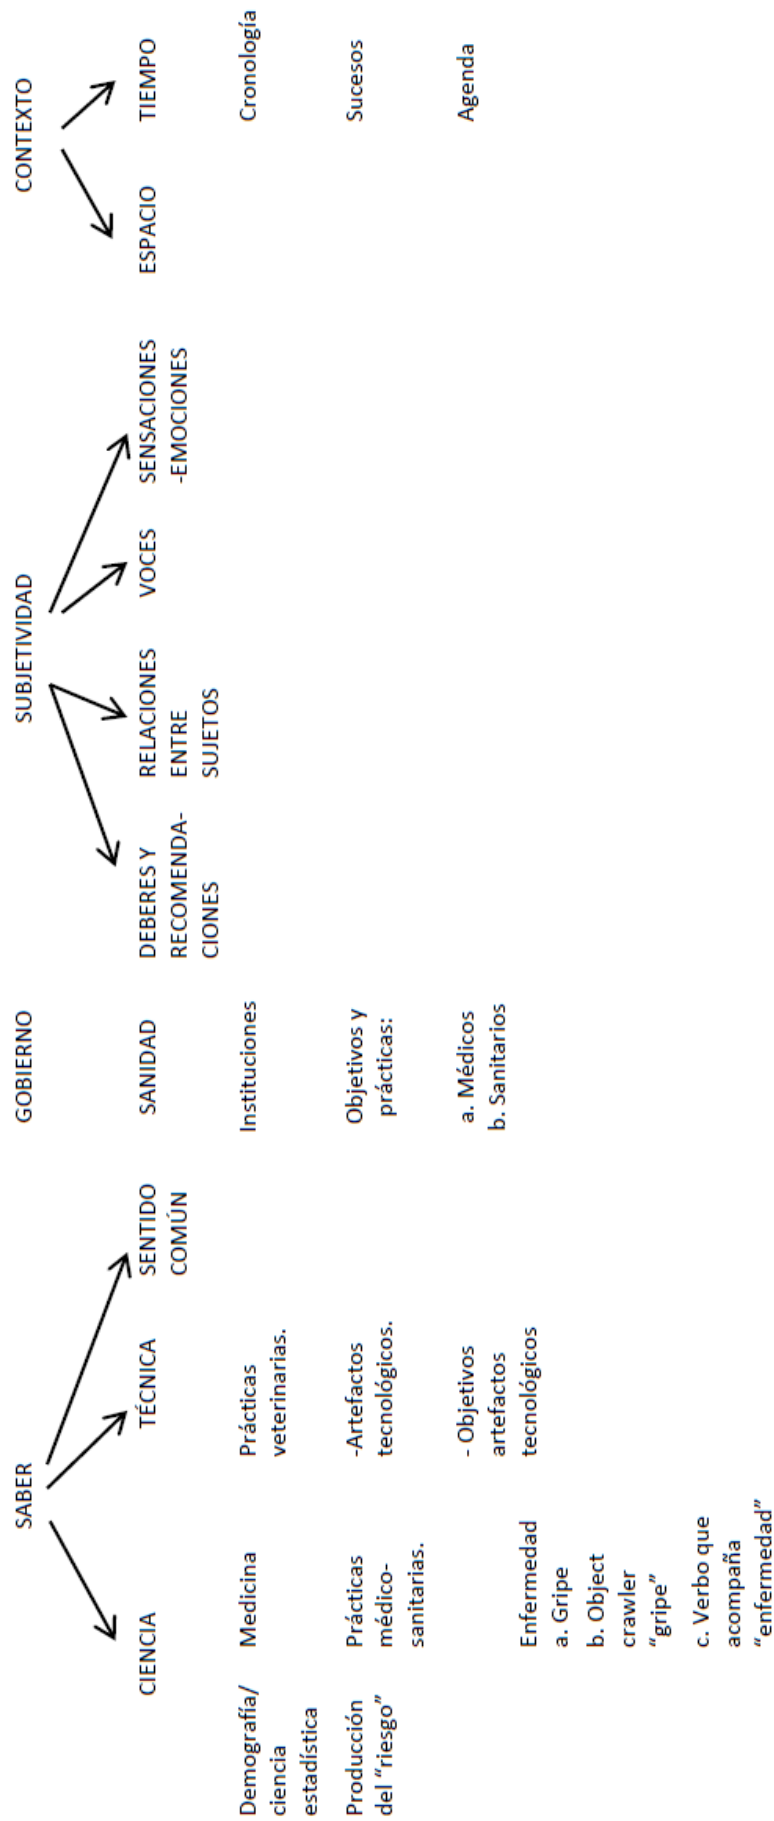 SABER
CIENCIA
Demografía/
ciencia
estadística
Producción
del “riesgo”
Medicina
Prácticas
médico-
sanitarias.
Enfermedad
a. Gripe
b. Object
crawler
“gripe”
c. Verbo que
acompaña
“enfermedad”
TÉCNICA
Prácticas
veterinarias.
-Artefactos
tecnológicos.
- Objetivos
artefactos
tecnológicos
SENTIDO
COMÚN
GOBIERNO
SANIDAD
Instituciones
Objetivos y
prácticas:
a. Médicos
b. Sanitarios
SUBJETIVIDAD
DEBERES Y
RECOMENDA-
CIONES
RELACIONES
ENTRE
SUJETOS
VOCES
SENSACIONES
-EMOCIONES
CONTEXTO
ESPACIO
TIEMPO
Cronología
Sucesos
Agenda